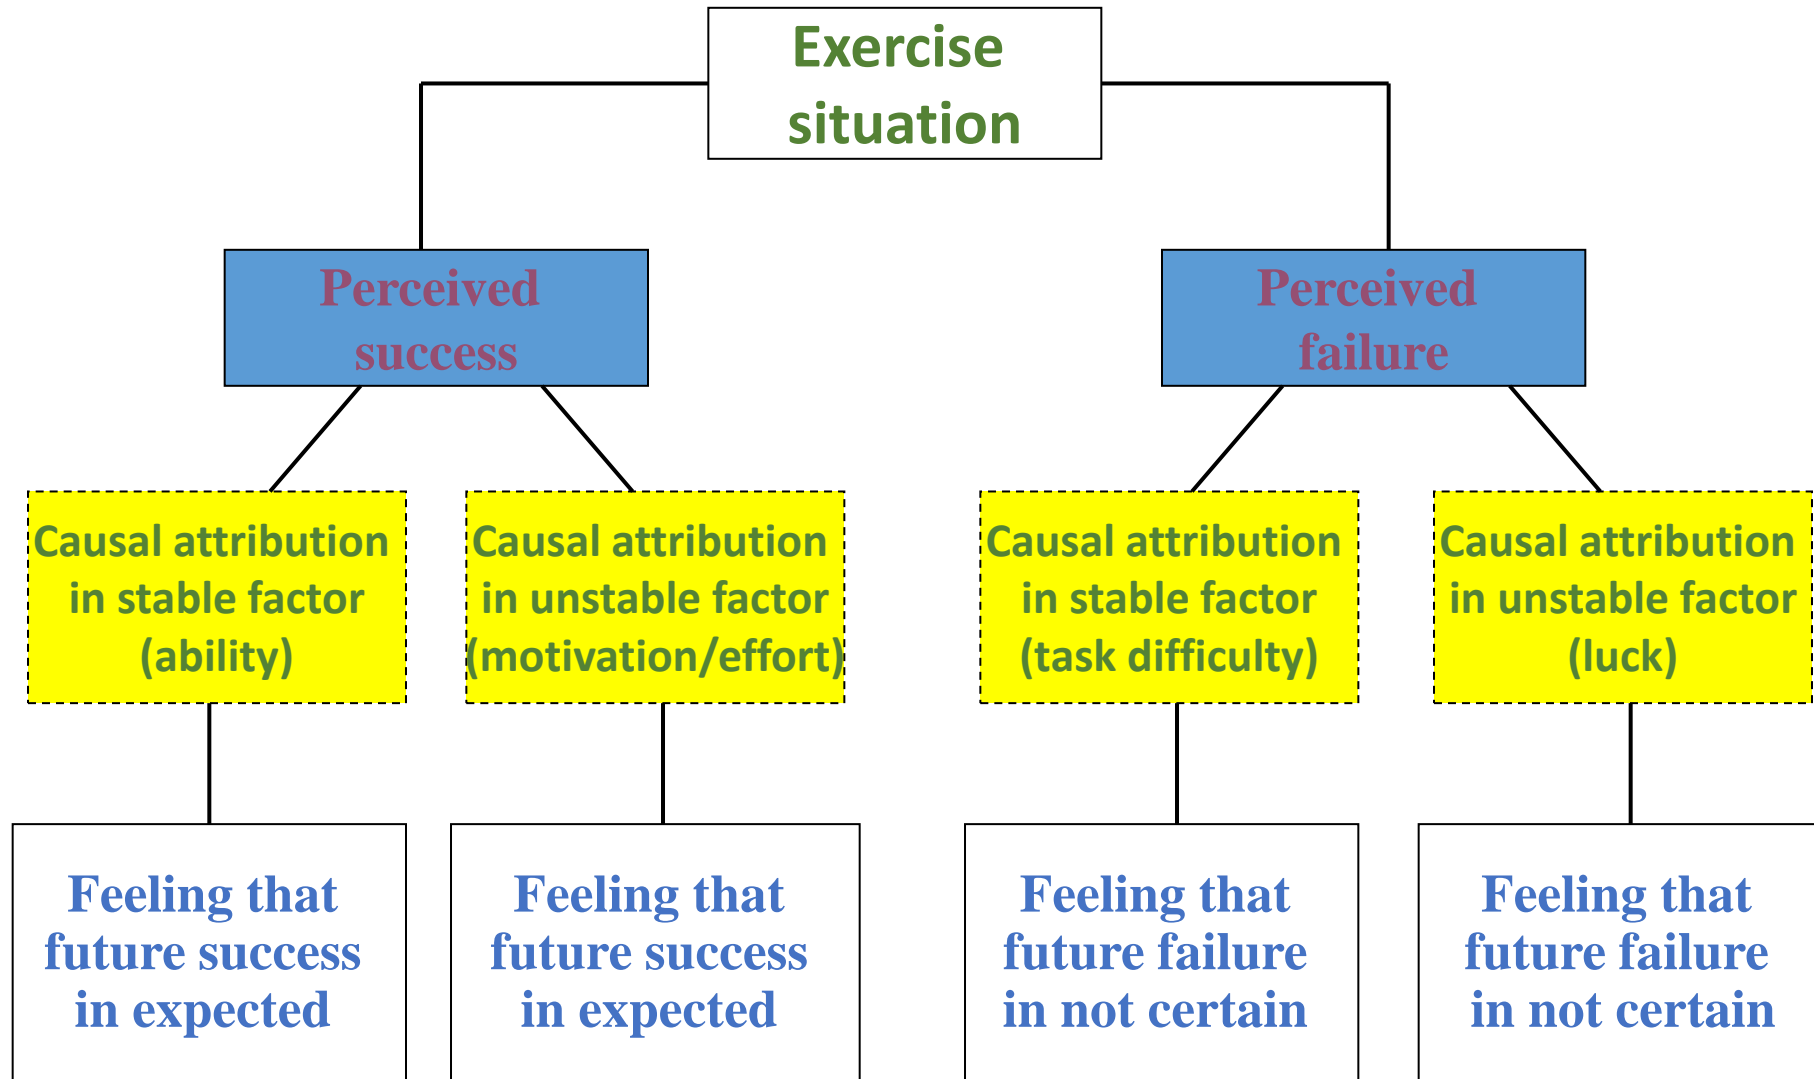 Exercise
situation
Perceived
success
Perceived
failure
Causal attribution
in stable factor
(ability)
Causal attribution
in unstable factor
(motivation/effort)
Causal attribution
in stable factor
(task difficulty)
Causal attribution
in unstable factor
(luck)
Feeling that
future success
in expected
Feeling that
future success
in expected
Feeling that
future failure
in not certain
Feeling that
future failure
in not certain